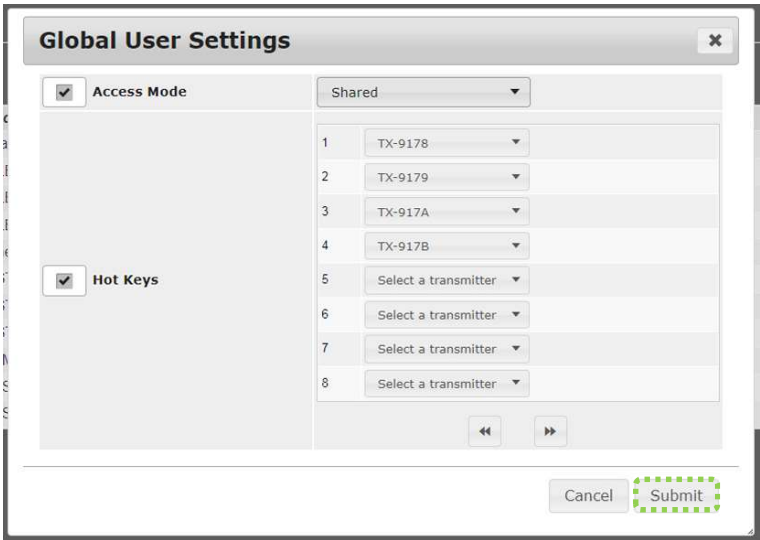 Global User Settings
Access Mode Shared
1 TX-9178
2 TX-9179
3 TX-917A
4 TX-917B
Hot Keys
5 Select a transmitter
6 Select a transmitter
7 Select a transmitter
8 Select a transmitter
Cancel Submit